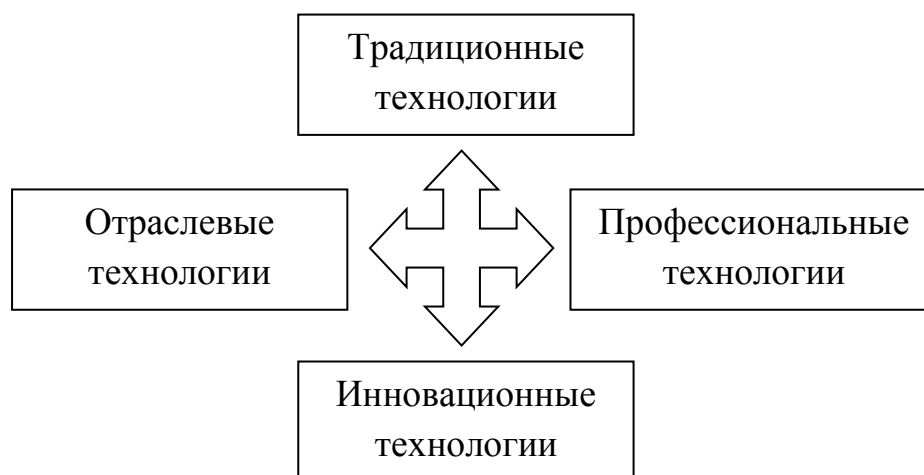 Традиционные
технологии
Отраслевые
технологии
Профессиональные
технологии
Инновационные
технологии